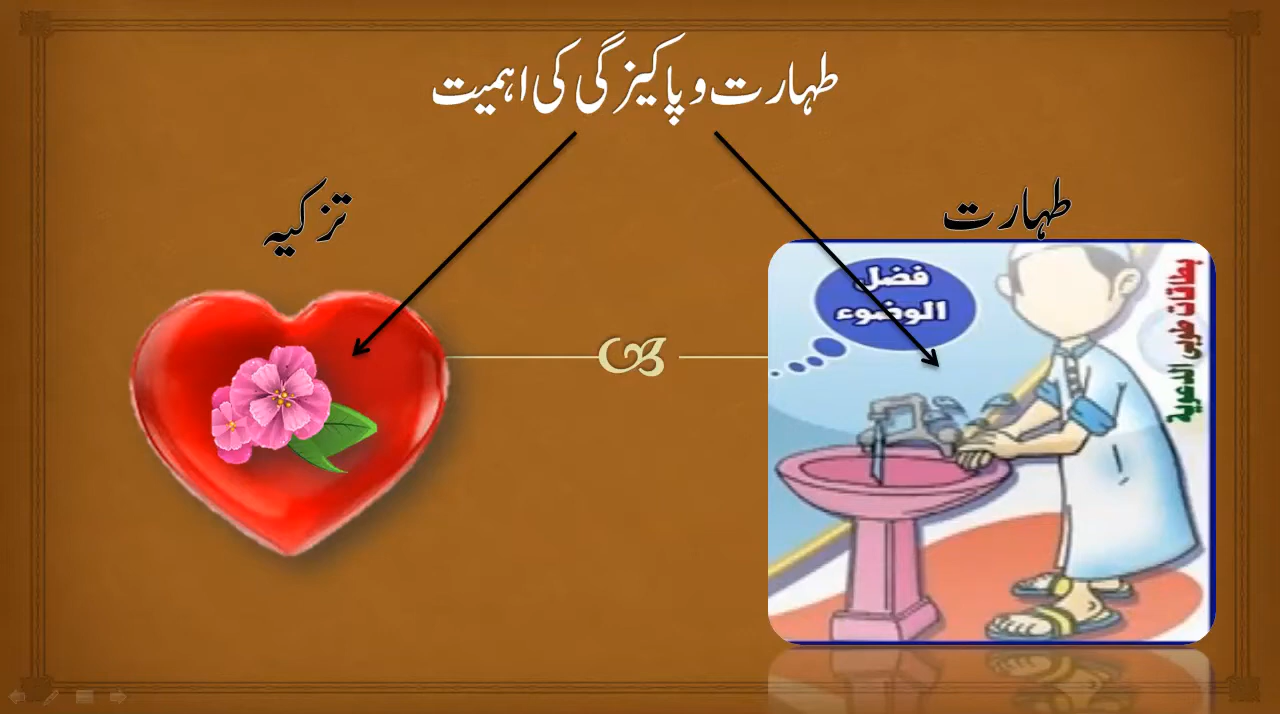 طہارت و پاکیزگی کی اہمیت
طہارت
تزکیہ
فضل
الوضوء
بطاقات طوبى الدعوية